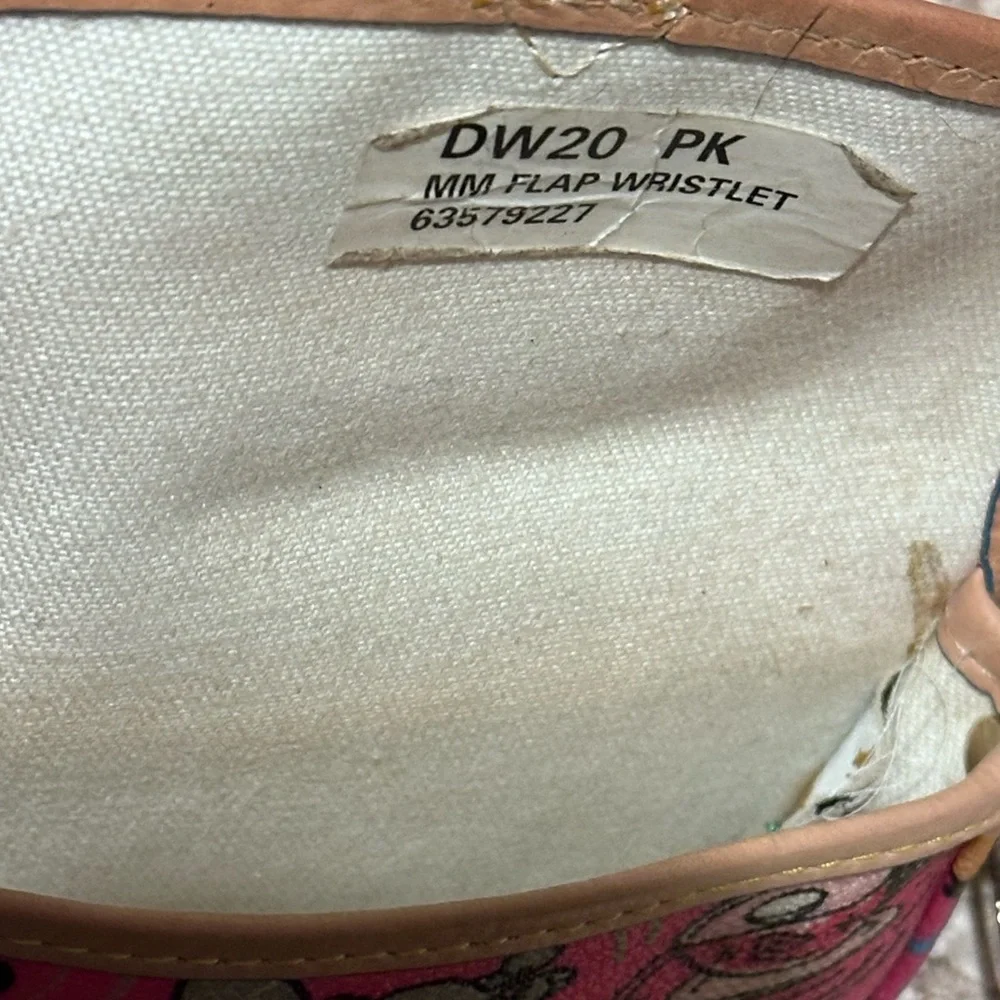 DW20 PK
MM FLAP WRISTLET
63579227